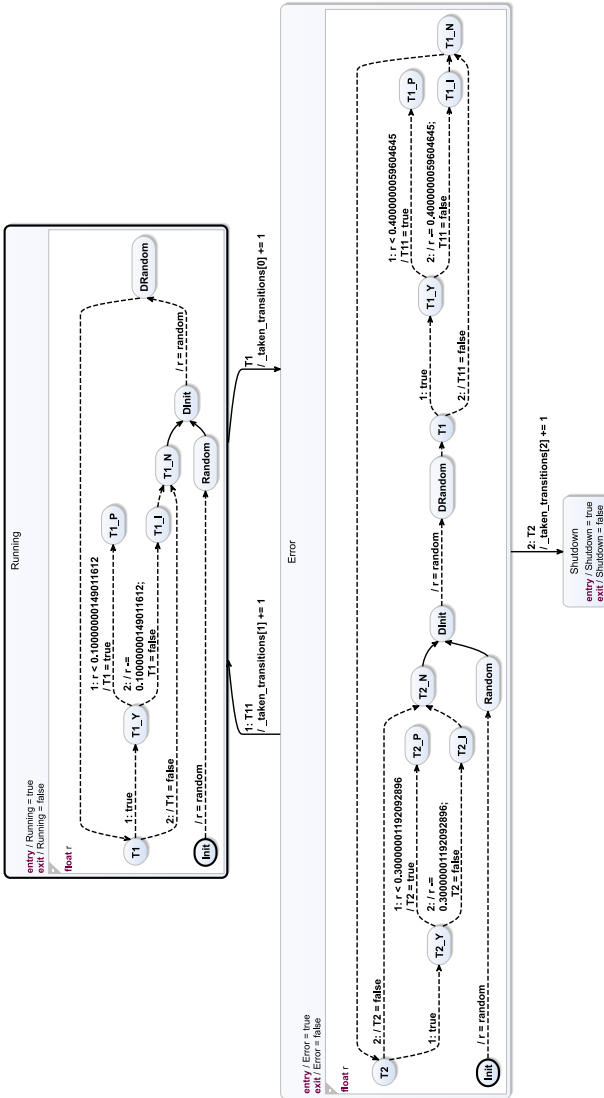 Running
entry / Running = true
exit / Running = false
float r
T1
1: true
2: / T1 = false
T1_Y
1: r < 0.10000000149011612
/ T1 = true
2: / r -=
0.10000000149011612;
T1 = false
T1_P
T1_I
T1_N
Init
/ r = random
Random
DInit
/ r = random
DRandom
1: T11
/ _taken_transitions[1] += 1
T1
/ _taken_transitions[0] += 1
Error
entry / Error = true
exit / Error = false
float r
T2
2: / T2 = false
1: true
T2_Y
1: r < 0.30000001192092896
/ T2 = true
2: / r -=
0.30000001192092896;
T2 = false
T2_P
T2_I
T2_N
Init
/ r = random
Random
DInit
/ r = random
DRandom
T1
1: true
2: / T11 = false
T1_Y
1: r < 0.4000000059604645
/ T11 = true
2: / r -= 0.4000000059604645;
T11 = false
T1_P
T1_I
T1_N
2: T2
/ _taken_transitions[2] += 1
Shutdown
entry / Shutdown = true
exit / Shutdown = false